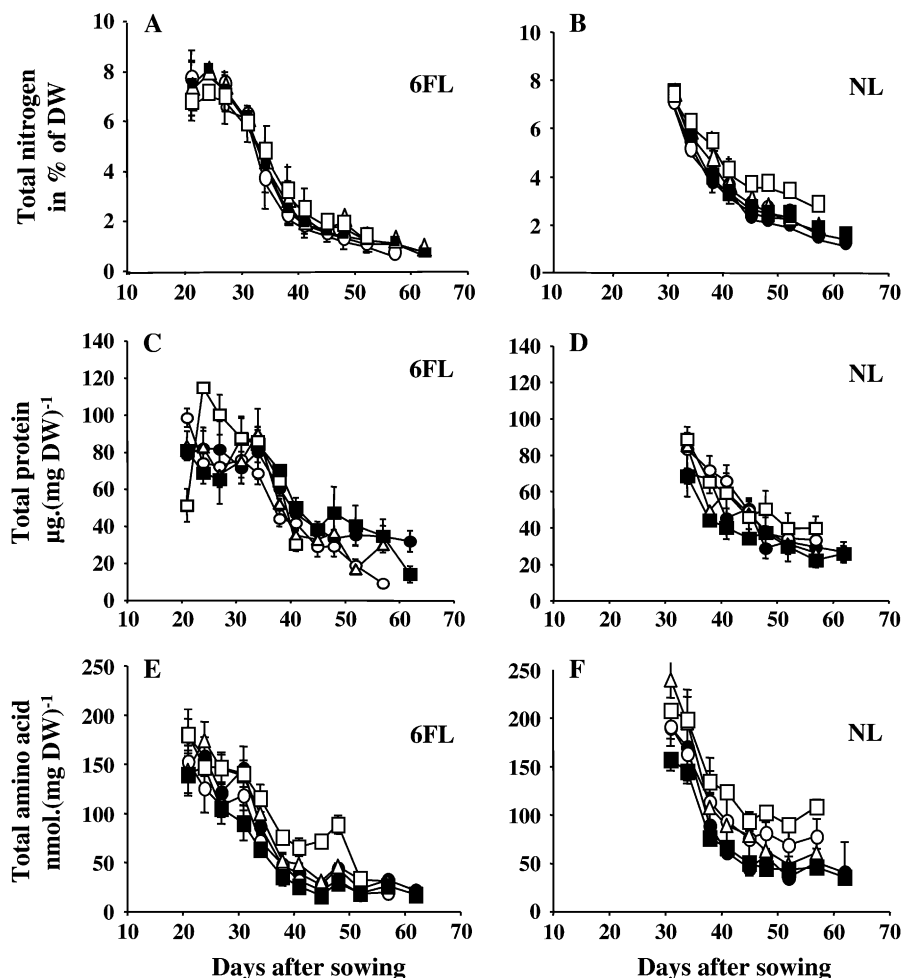 A
6FL
Total nitrogen
in % of DW
10
8
6
4
2
0
10 20 30 40 50 60 70
B
NL
10
8
6
4
2
0
10 20 30 40 50 60 70
C
6FL
Total protein
µg.(mg DW)-1
140
120
100
80
60
40
20
0
10 20 30 40 50 60 70
D
NL
140
120
100
80
60
40
20
0
10 20 30 40 50 60 70
E
6FL
Total amino acid
nmol.(mg DW)-1
250
200
150
100
50
0
10 20 30 40 50 60 70
Days after sowing
F
NL
250
200
150
100
50
0
10 20 30 40 50 60 70
Days after sowing